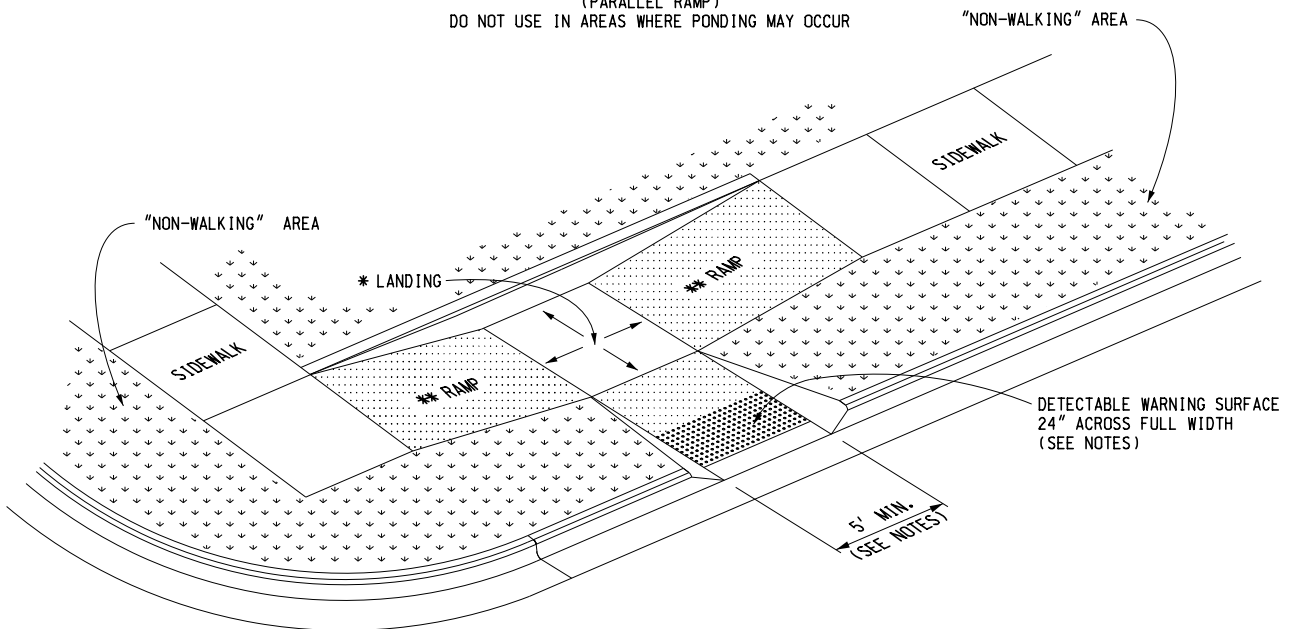 (PARALLEL RAMP)
DO NOT USE IN AREAS WHERE PONDING MAY OCCUR
"NON-WALKING" AREA
SIDEWALK
"NON-WALKING" AREA
** RAMP
* LANDING
SIDEWALK
** RAMP
DETECTABLE WARNING SURFACE
24" ACROSS FULL WIDTH
(SEE NOTES)
5' MIN.
(SEE NOTES)